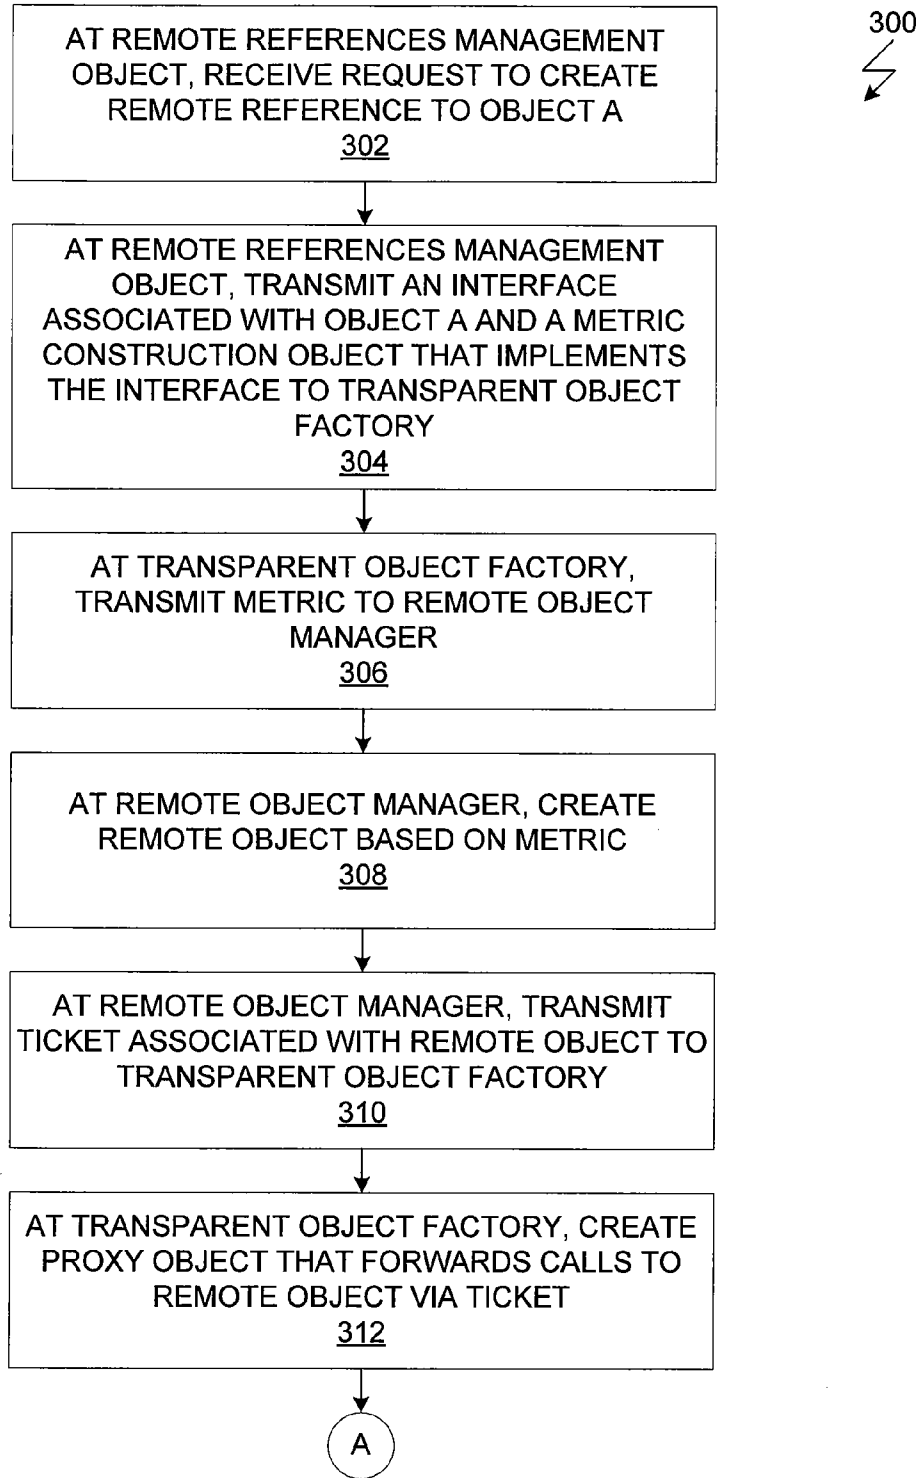 300
AT REMOTE REFERENCES MANAGEMENT
OBJECT, RECEIVE REQUEST TO CREATE
REMOTE REFERENCE TO OBJECT A
302
AT REMOTE REFERENCES MANAGEMENT
OBJECT, TRANSMIT AN INTERFACE
ASSOCIATED WITH OBJECT A AND A METRIC
CONSTRUCTION OBJECT THAT IMPLEMENTS
THE INTERFACE TO TRANSPARENT OBJECT
FACTORY
304
AT TRANSPARENT OBJECT FACTORY,
TRANSMIT METRIC TO REMOTE OBJECT
MANAGER
306
AT REMOTE OBJECT MANAGER, CREATE
REMOTE OBJECT BASED ON METRIC
308
AT REMOTE OBJECT MANAGER, TRANSMIT
TICKET ASSOCIATED WITH REMOTE OBJECT TO
TRANSPARENT OBJECT FACTORY
310
AT TRANSPARENT OBJECT FACTORY, CREATE
PROXY OBJECT THAT FORWARDS CALLS TO
REMOTE OBJECT VIA TICKET
312
A